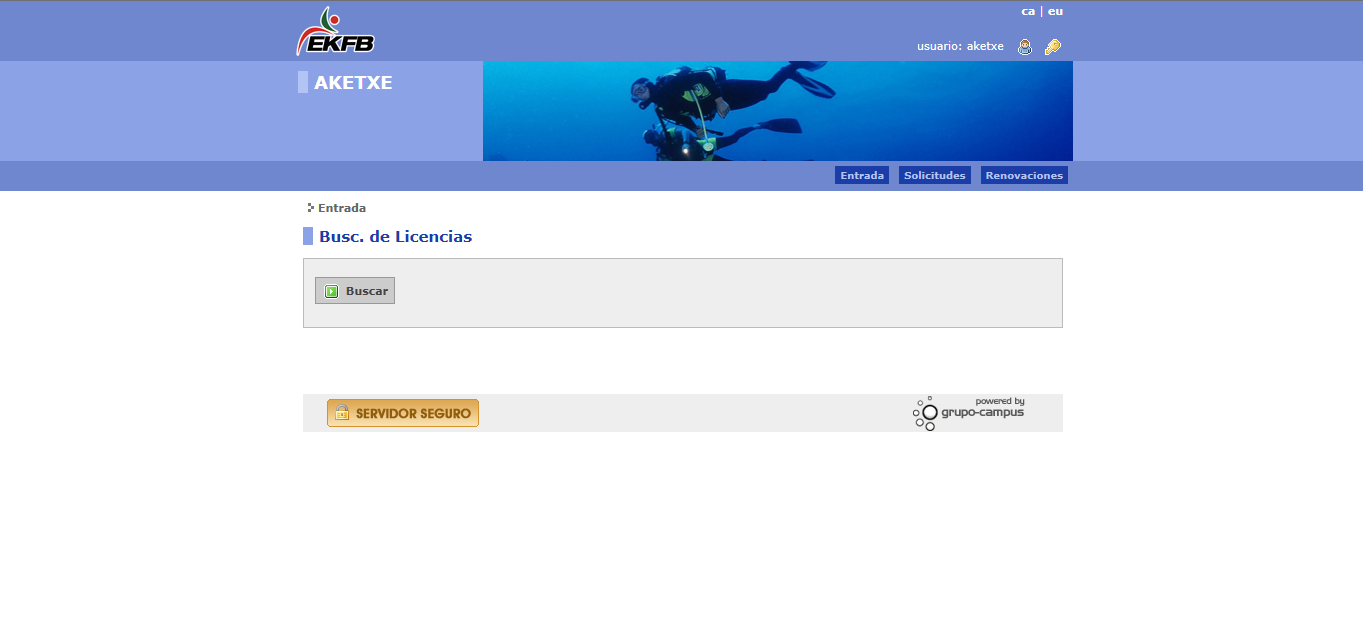 EKFB
ca | eu
usuario: aketxe
AKETXE
Entrada Solicitudes Renovaciones
Entrada
Busc. de Licencias
Buscar
SERVIDOR SEGURO
powered by
grupo-campus